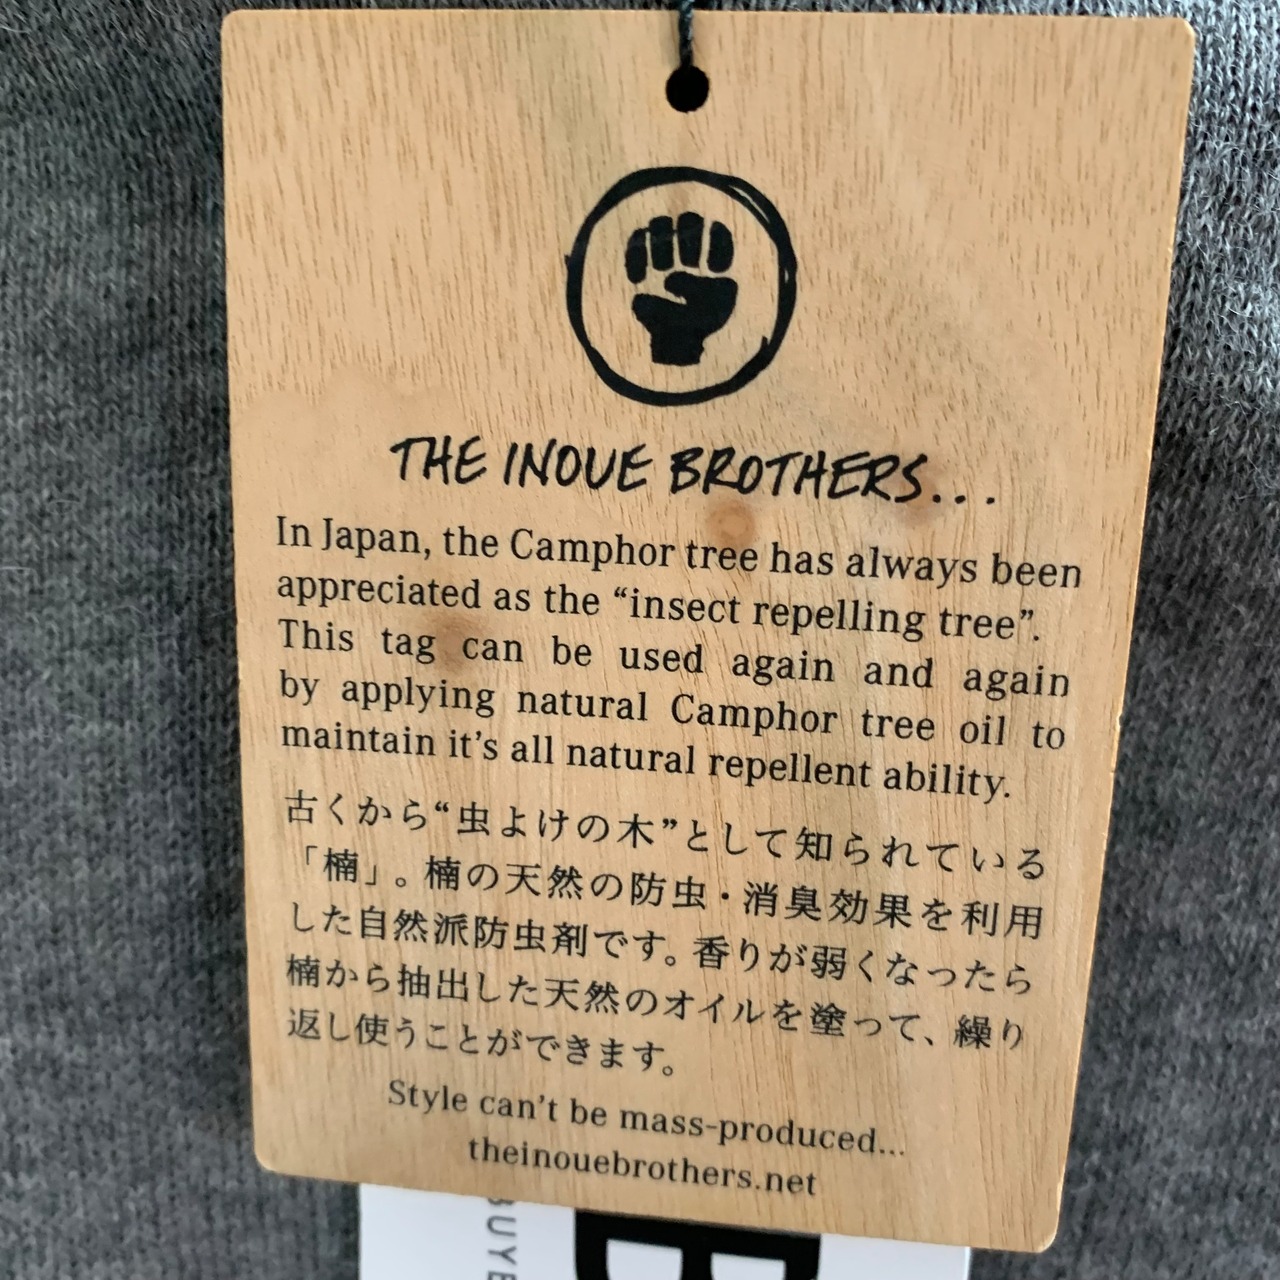 THE INOUE BROTHERS...
In Japan, the Camphor tree has always been
appreciated as the “insect repelling tree”.
This tag can be used again and again
by applying natural Camphor tree oil to
maintain it’s all natural repellent ability.
古くから“虫よけの木”として知られている
「楠」。楠の天然の防虫・消臭効果を利用
した自然派防虫剤です。香りが弱くなったら
楠から抽出した天然のオイルを塗って、繰り
返し使うことができます。
Style can’t be mass-produced...
theinouebrothers.net